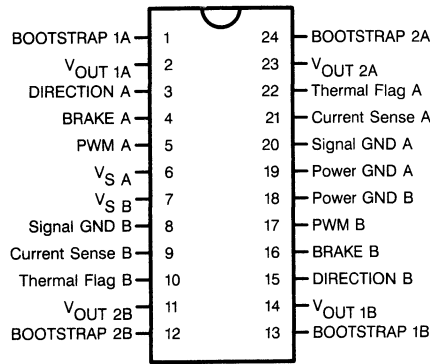 BOOTSTRAP 1A 1 24 BOOTSTRAP 2A
VOUT 1A 2 23 VOUT 2A
DIRECTION A 3 22 Thermal Flag A
BRAKE A 4 21 Current Sense A
PWM A 5 20 Signal GND A
VS A 6 19 Power GND A
VS B 7 18 Power GND B
Signal GND B 8 17 PWM B
Current Sense B 9 16 BRAKE B
Thermal Flag B 10 15 DIRECTION B
VOUT 2B 11 14 VOUT 1B
BOOTSTRAP 2B 12 13 BOOTSTRAP 1B